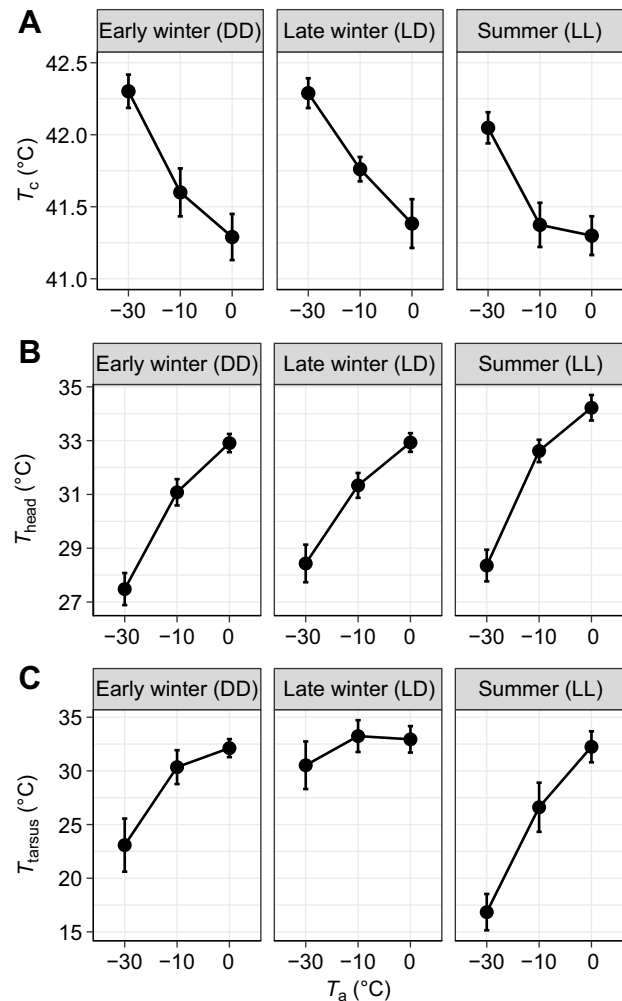 A
Early winter (DD) Late winter (LD) Summer (LL)
42.5
42.0
41.5
41.0
Tc (°C)
−30 −10 0 −30 −10 0 −30 −10 0
B
Early winter (DD) Late winter (LD) Summer (LL)
35
33
31
29
27
Thead (°C)
−30 −10 0 −30 −10 0 −30 −10 0
C
Early winter (DD) Late winter (LD) Summer (LL)
35
30
25
20
15
Ttarsus (°C)
−30 −10 0 −30 −10 0 −30 −10 0
Ta (°C)